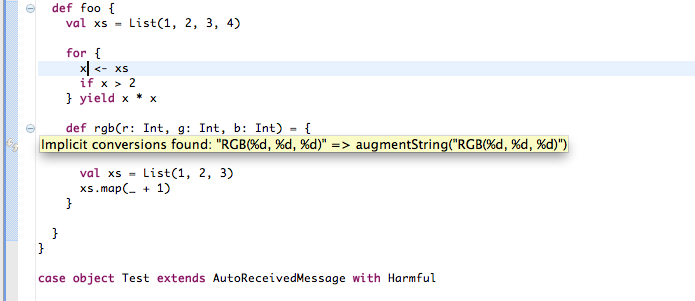 def foo {
val xs = List(1, 2, 3, 4)
for {
x <- xs
if x > 2
} yield x * x
def rgb(r: Int, g: Int, b: Int) = {
Implicit conversions found: "RGB(%d, %d, %d)" => augmentString("RGB(%d, %d, %d)")
val xs = List(1, 2, 3)
xs.map(_ + 1)
}
}
}
case object Test extends AutoReceivedMessage with Harmful